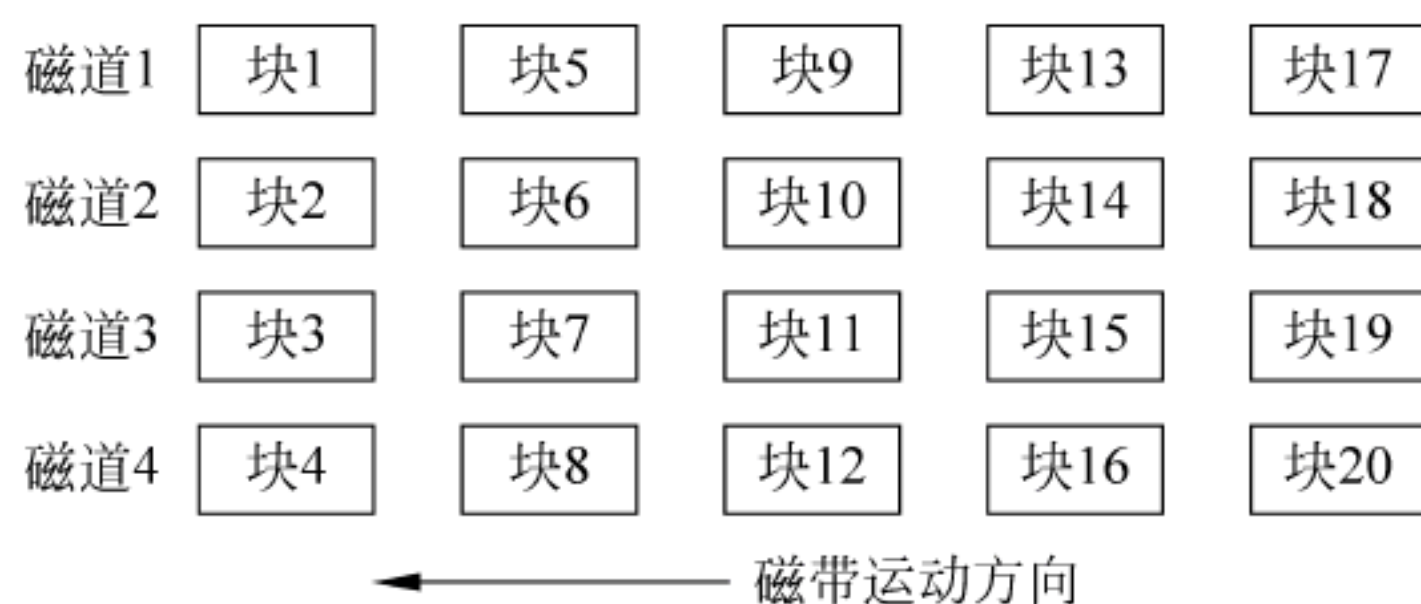 磁道1 块1 块5 块9 块13 块17
磁道2 块2 块6 块10 块14 块18
磁道3 块3 块7 块11 块15 块19
磁道4 块4 块8 块12 块16 块20
磁带运动方向